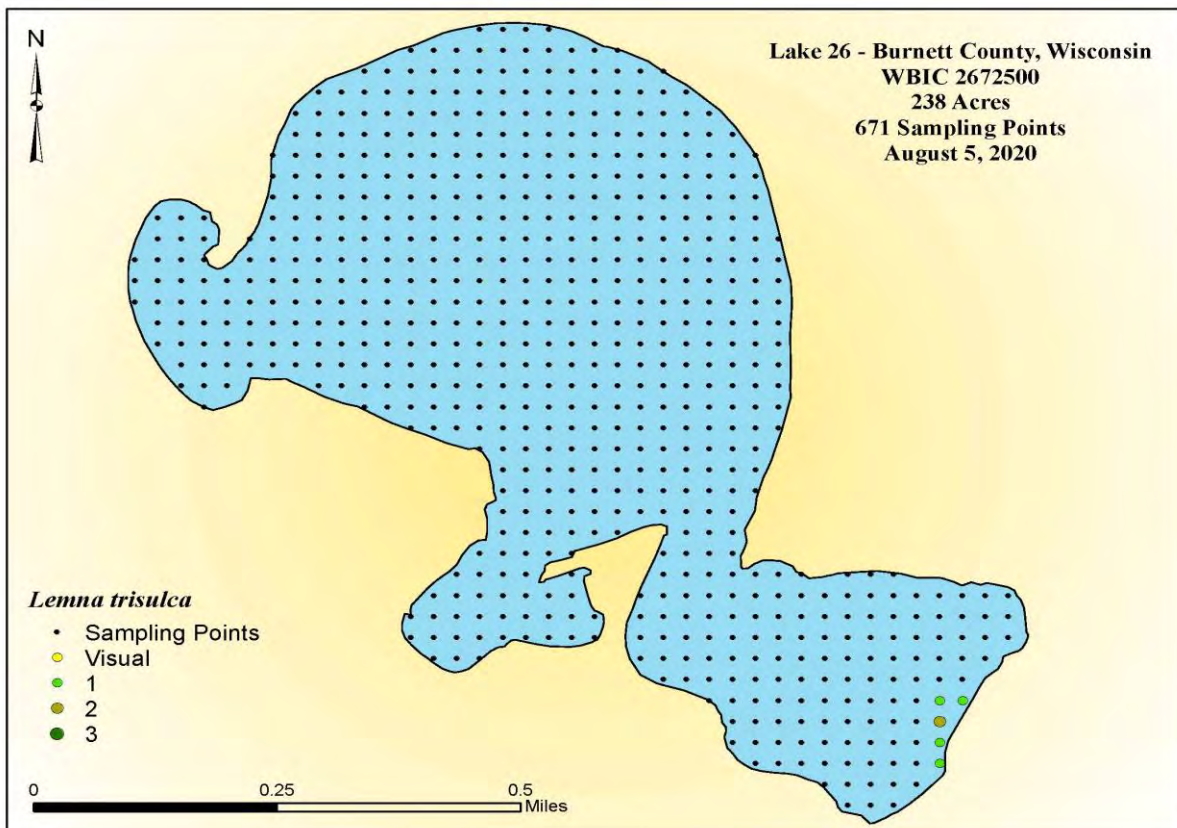 N
Lake 26 - Burnett County, Wisconsin
WBIC 2672500
238 Acres
671 Sampling Points
August 5, 2020
Lemna trisulca
Sampling Points
Visual
1
2
3
0 0.25 0.5
Miles